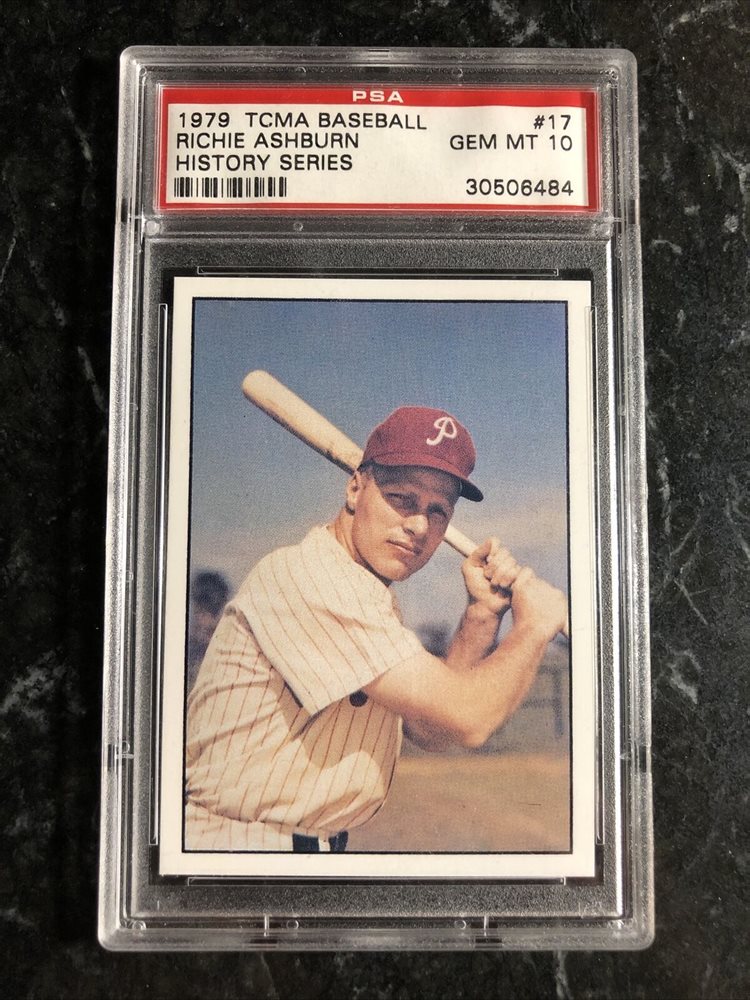 PSA
1979 TCMA BASEBALL #17
RICHIE ASHBURN GEM MT 10
HISTORY SERIES
30506484
P